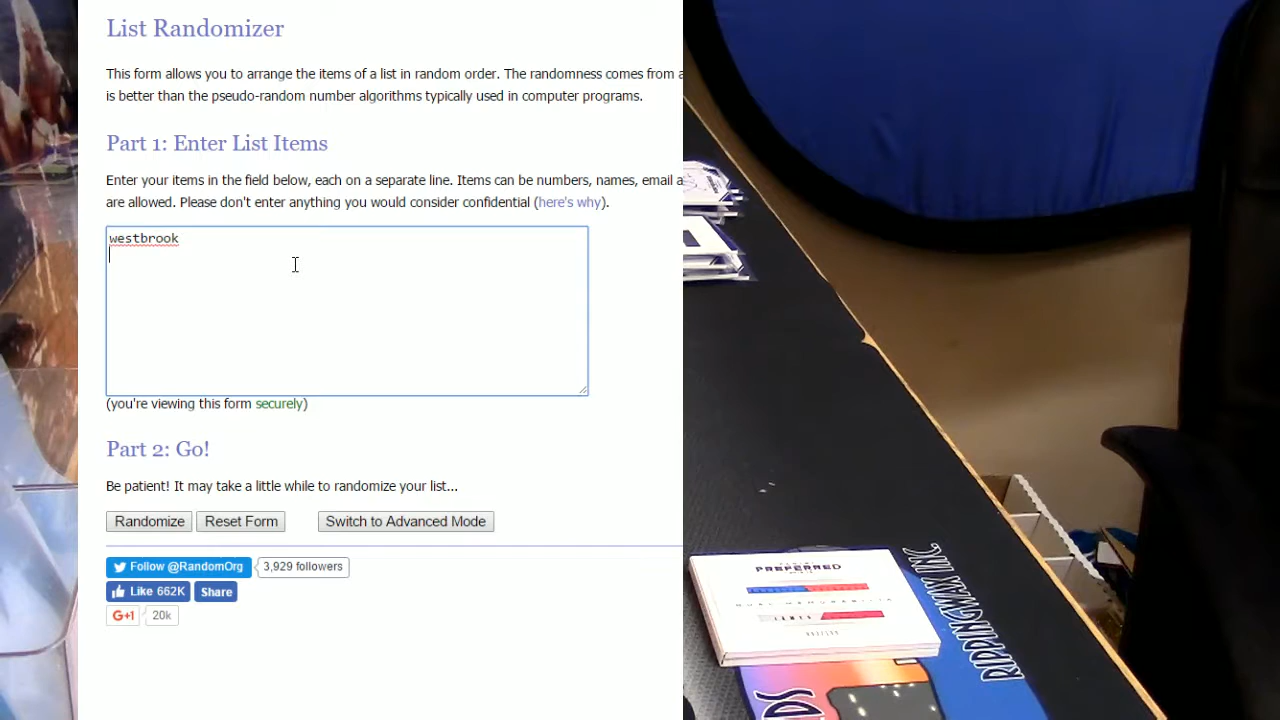 List Randomizer
This form allows you to arrange the items of a list in random order. The randomness comes from a
is better than the pseudo-random number algorithms typically used in computer programs.
Part 1: Enter List Items
Enter your items in the field below, each on a separate line. Items can be numbers, names, email a
are allowed. Please don't enter anything you would consider confidential (here's why).
westbrook
(you're viewing this form securely)
Part 2: Go!
Be patient! It may take a little while to randomize your list...
Randomize Reset Form Switch to Advanced Mode
Follow @RandomOrg 3,929 followers
Like 662K Share
G+1 20k
PREFERRED
RIPPINGWAX INC.